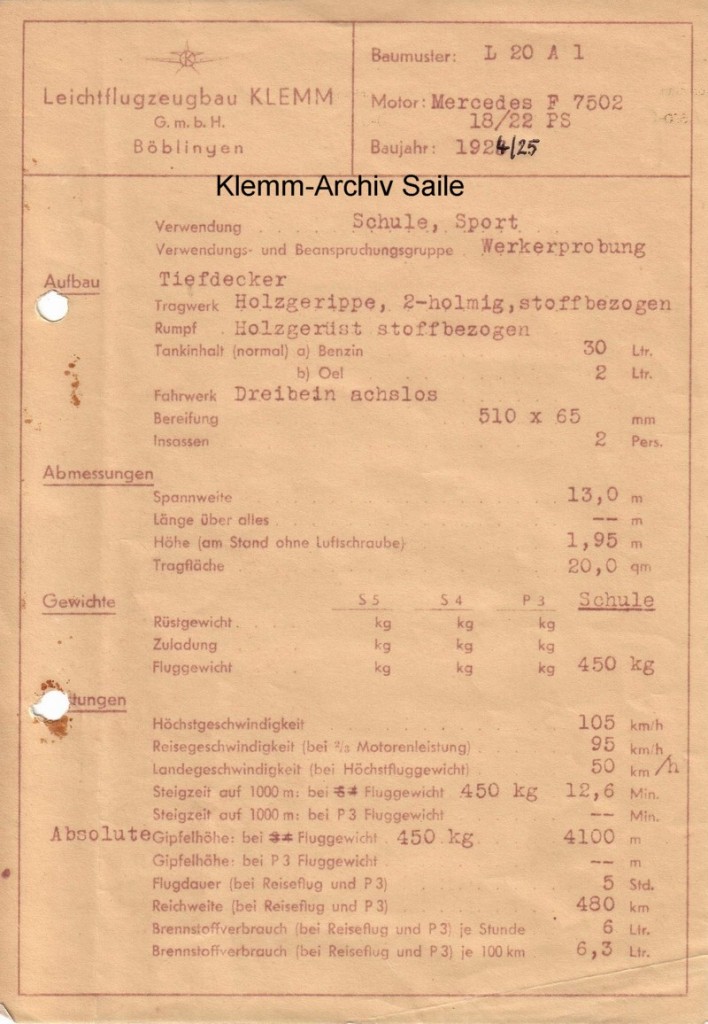 Leichtflugzeugbau KLEMM
G. m. b. H.
Böblingen
Baumuster: L 20 A 1
Motor: Mercedes F 7502
18/22 PS
Baujahr: 1924/25
Klemm-Archiv Saile
Verwendung Schule, Sport
Verwendungs- und Beanspruchungsgruppe Werkerprobung
Aufbau Tiefdecker
Tragwerk Holzgerippe, 2-holmig, stoffbezogen
Rumpf Holzgerüst stoffbezogen
Tankinhalt (normal) a) Benzin 30 Ltr.
b) Oel 2 Ltr.
Fahrwerk Dreibein achslos
Bereifung 510 x 65 mm
Insassen 2 Pers.
Abmessungen
Spannweite 13,0 m
Länge über alles -- m
Höhe (am Stand ohne Luftschraube) 1,95 m
Tragfläche 20,0 qm
Gewichte S 5 S 4 P 3 Schule
Rüstgewicht kg kg kg
Zuladung kg kg kg
Fluggewicht kg kg kg 450 kg
tungen
Höchstgeschwindigkeit 105 km/h
Reisegeschwindigkeit (bei 2/3 Motorenleistung) 95 km/h
Landegeschwindigkeit (bei Höchstfluggewicht) 50 km/h
Steigzeit auf 1000 m: bei S4 Fluggewicht 450 kg 12,6 Min.
Steigzeit auf 1000 m: bei P 3 Fluggewicht -- Min.
Absolute Gipfelhöhe: bei S4 Fluggewicht 450 kg 4100 m
Gipfelhöhe: bei P 3 Fluggewicht -- m
Flugdauer (bei Reiseflug und P 3) 5 Std.
Reichweite (bei Reiseflug und P 3) 480 km
Brennstoffverbrauch (bei Reiseflug und P 3) je Stunde 6 Ltr.
Brennstoffverbrauch (bei Reiseflug und P 3) je 100 km 6,3 Ltr.